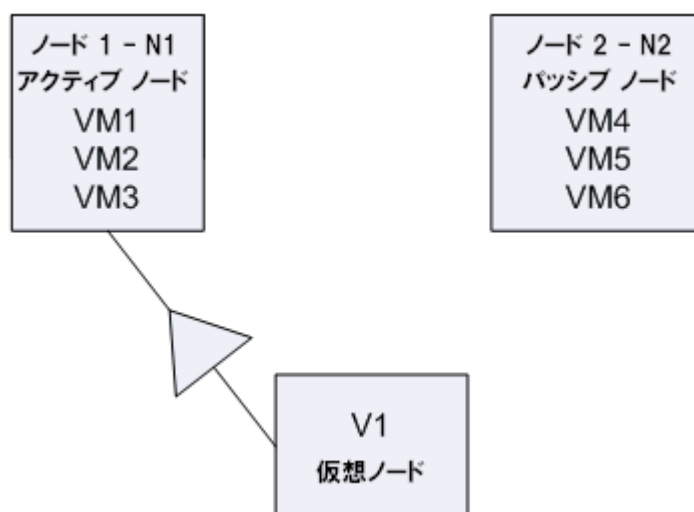 ノード 1 - N1
アクティブ ノード
VM1
VM2
VM3
ノード 2 - N2
パッシブ ノード
VM4
VM5
VM6
V1
仮想ノード